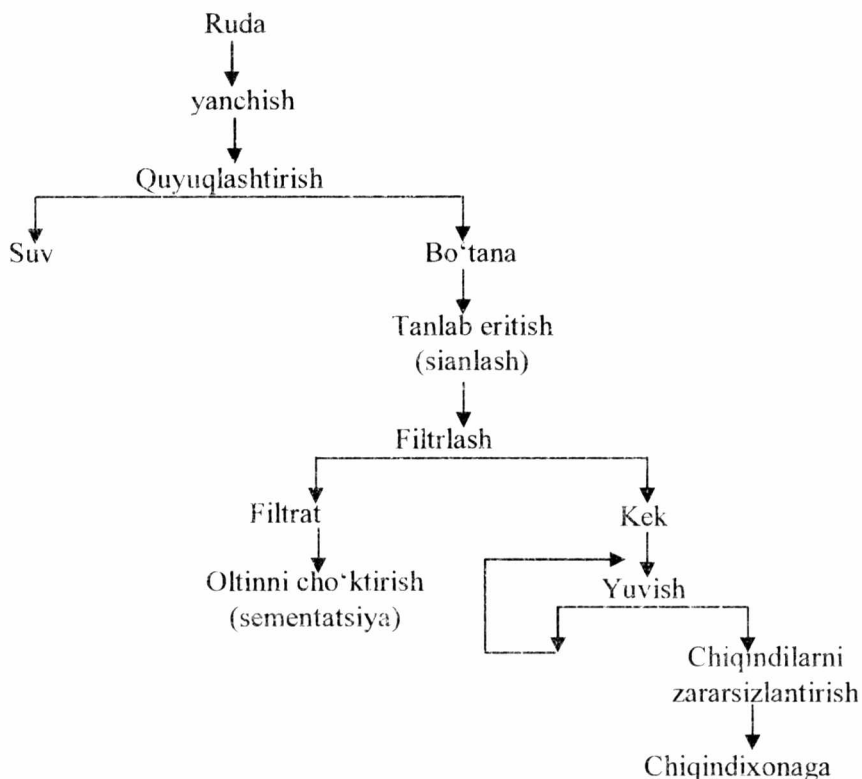 Ruda
yanchish
Quyuqlashtirish
Suv
Bo‘tana
Tanlab eritish
(sianlash)
Filtrlash
Filtrat
Kek
Oltinni cho‘ktirish
(sementatsiya)
Yuvish
Chiqindilarni
zararsizlantirish
Chiqindixonaga